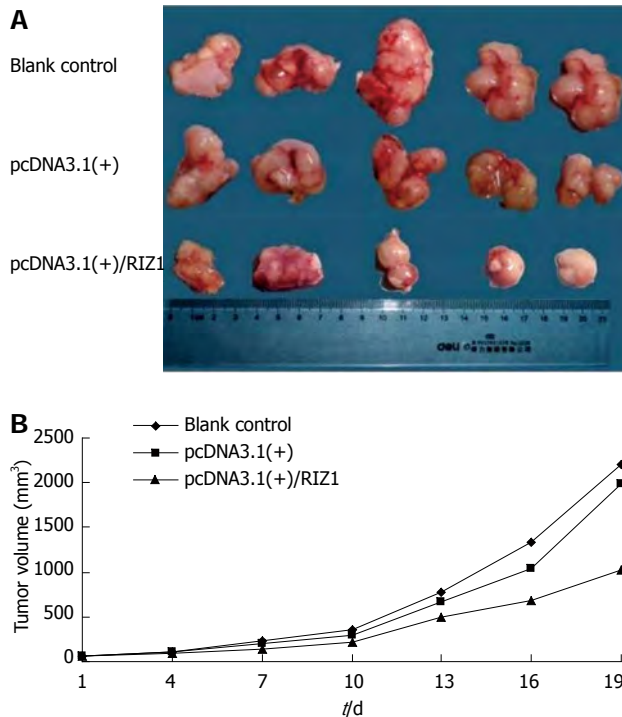 A
Blank control
pcDNA3.1(+)
pcDNA3.1(+)/RIZ1
deli
B
Blank control
pcDNA3.1(+)
pcDNA3.1(+)/RIZ1
Tumor volume (mm³)
2500
2000
1500
1000
500
0
1 4 7 10 13 16 19
t/d